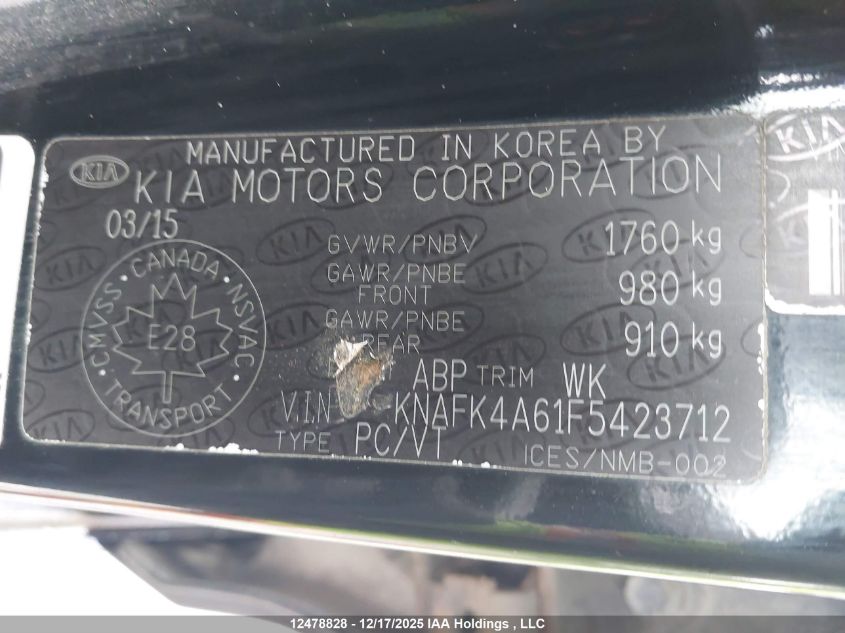 KIA
MANUFACTURED IN KOREA BY
KIA MOTORS CORPORATION
03/15
GVWR/PNBV 1760 kg
GAWR/PNBE FRONT 980 kg
GAWR/PNBE REAR 910 kg
CANADA · NSVAC · TRANSPORT · CMVSS
E28
ABP TRIM WK
V.I.N KNAFK4A61F5423712
TYPE PC/VT
ICES/NMB-002
12478828 - 12/17/2025 IAA Holdings , LLC